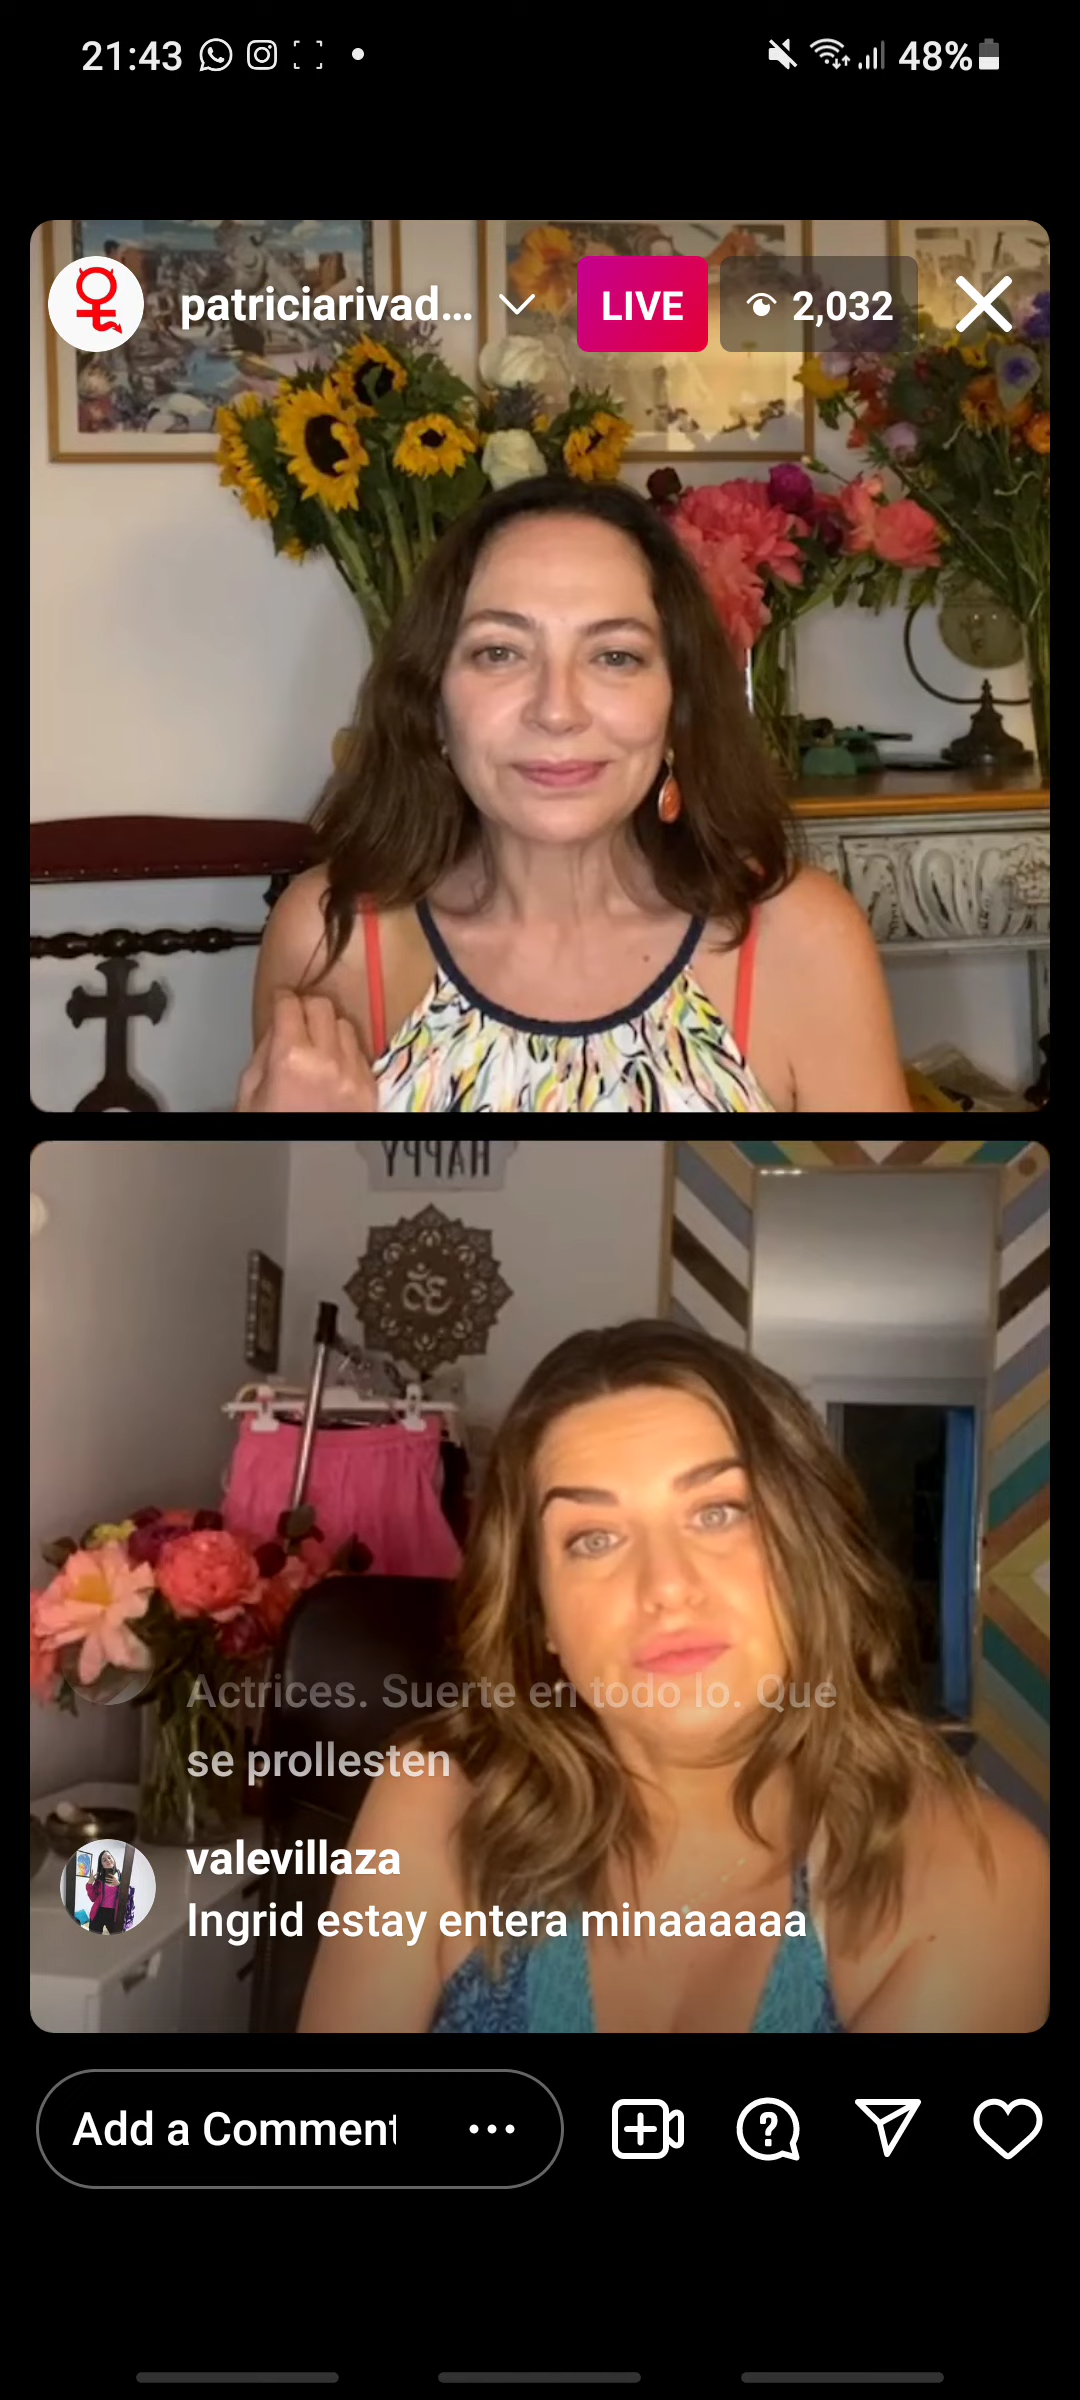 21:43
48%
patriciarivad...
LIVE
2,032
HAPPY
Actrices. Suerte en todo lo. Que
se prollesten
valevillaza
Ingrid estay entera minaaaaaa
Add a Comment